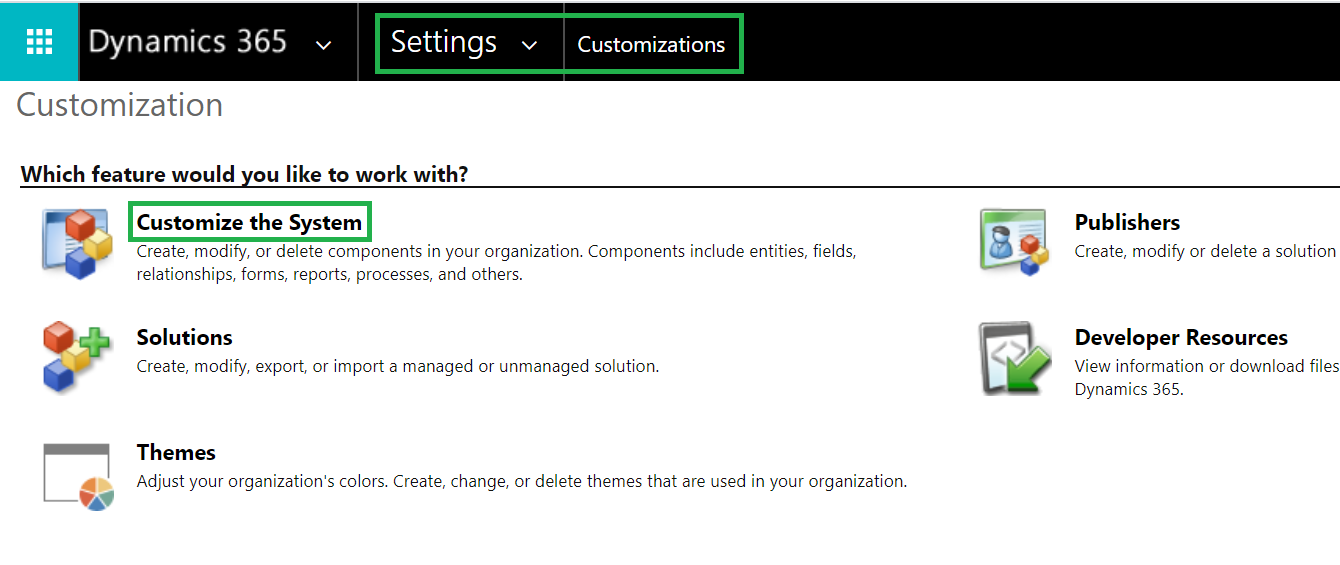 Dynamics 365 Settings Customizations
Customization
Which feature would you like to work with?
Customize the System
Create, modify, or delete components in your organization. Components include entities, fields,
relationships, forms, reports, processes, and others.
Publishers
Create, modify or delete a solution
Solutions
Create, modify, export, or import a managed or unmanaged solution.
Developer Resources
View information or download files
Dynamics 365.
Themes
Adjust your organization's colors. Create, change, or delete themes that are used in your organization.